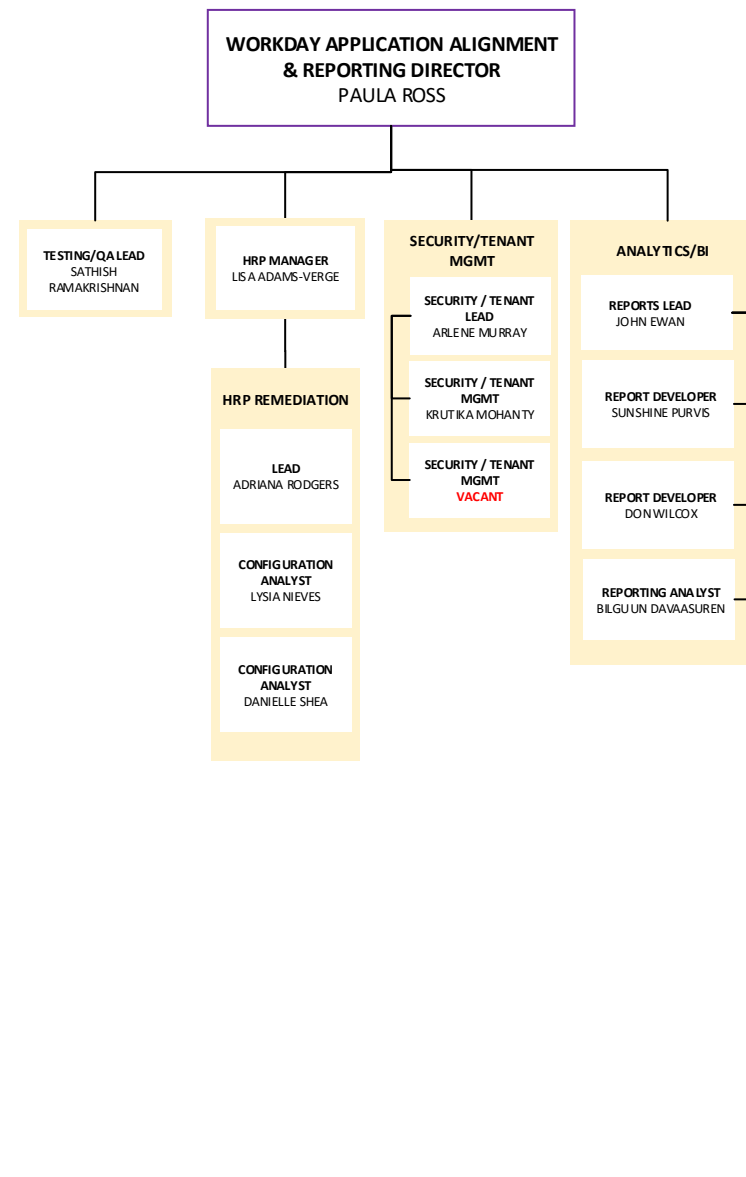 WORKDAY APPLICATION ALIGNMENT
& REPORTING DIRECTOR
PAULA ROSS
TESTING/QA LEAD
SATHISH
RAMAKRISHNAN
HRP MANAGER
LISA ADAMS-VERGE
HRP REMEDIATION
LEAD
ADRIANA RODGERS
CONFIGURATION
ANALYST
LYSIA NIEVES
CONFIGURATION
ANALYST
DANIELLE SHEA
SECURITY/TENANT
MGMT
SECURITY / TENANT
LEAD
ARLENE MURRAY
SECURITY / TENANT
MGMT
KRUTIKA MOHANTY
SECURITY / TENANT
MGMT
VACANT
ANALYTICS/BI
REPORTS LEAD
JOHN EWAN
REPORT DEVELOPER
SUNSHINE PURVIS
REPORT DEVELOPER
DON WILCOX
REPORTING ANALYST
BILGUUN DAVAASUREN